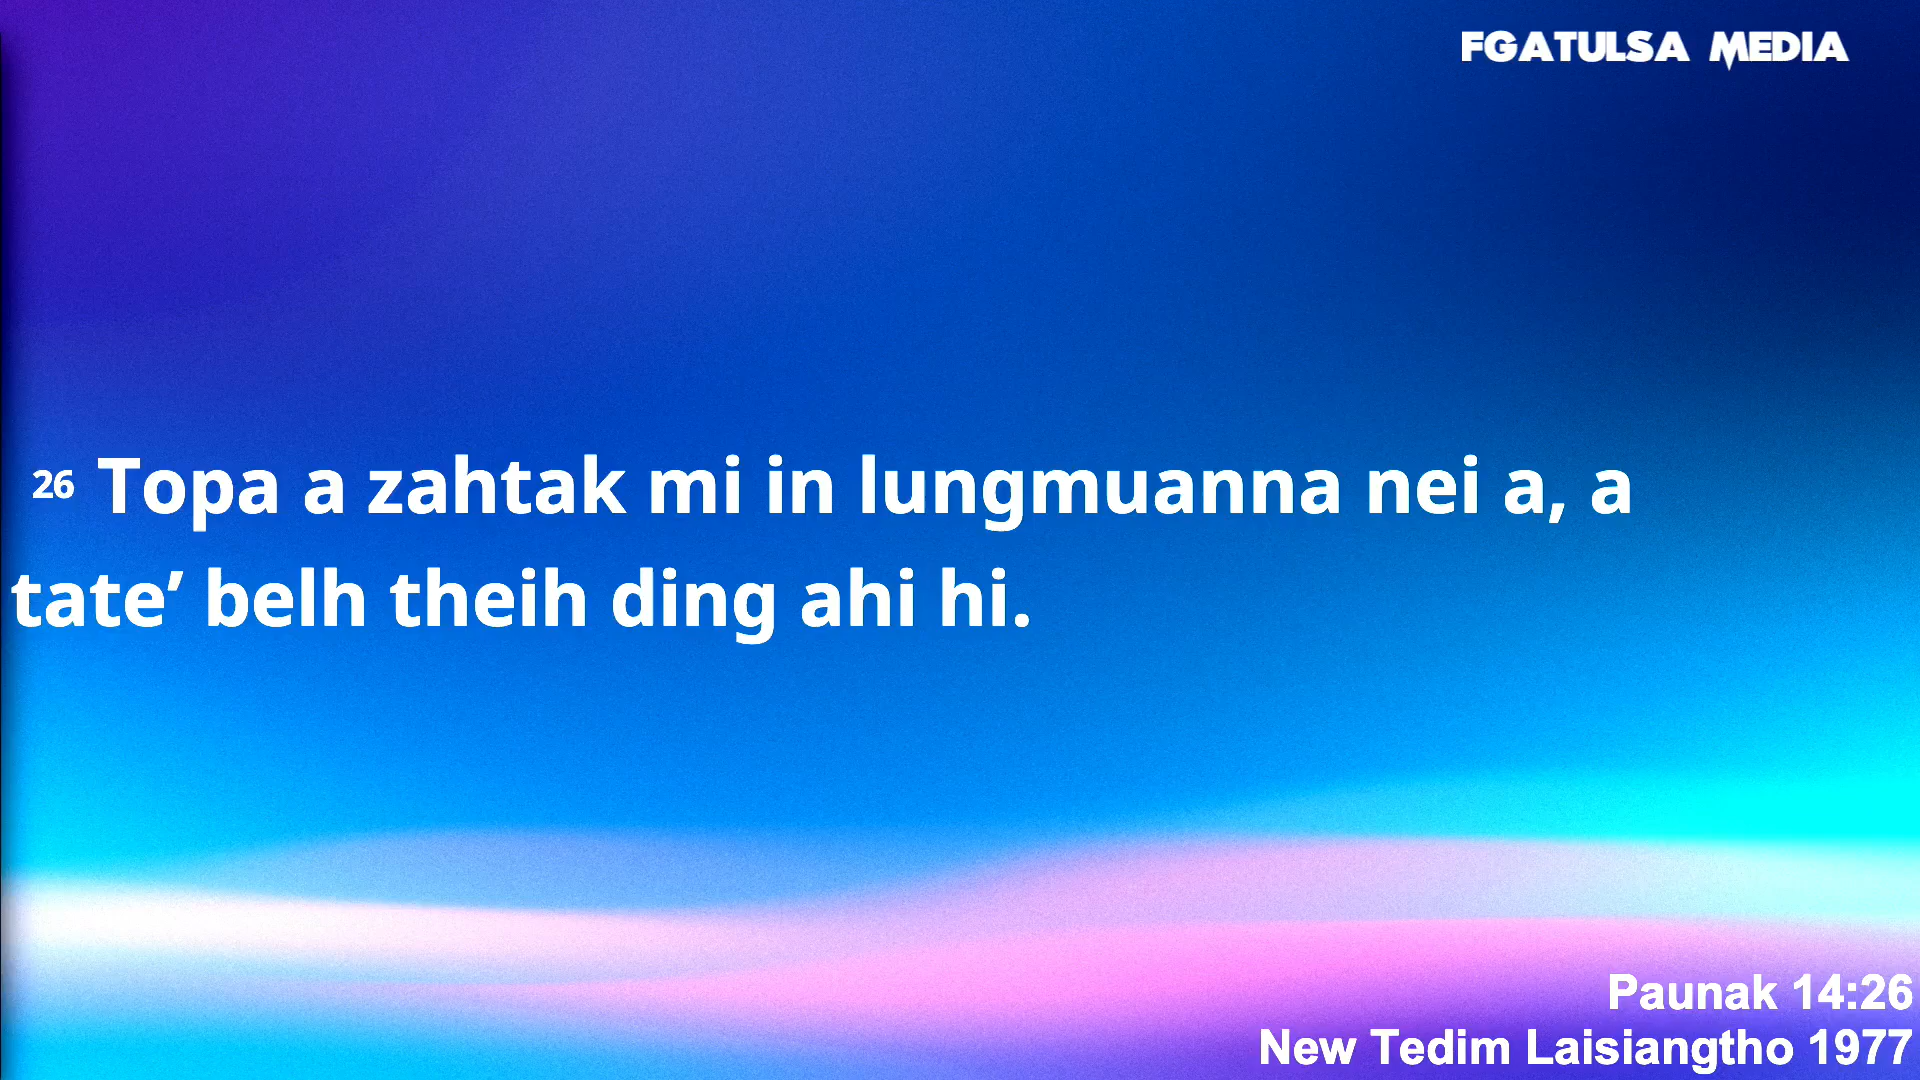 FGATULSA MEDIA
26 Topa a zahtak mi in lungmuanna nei a, a
tate’ belh theih ding ahi hi.
Paunak 14:26
New Tedim Laisiangtho 1977